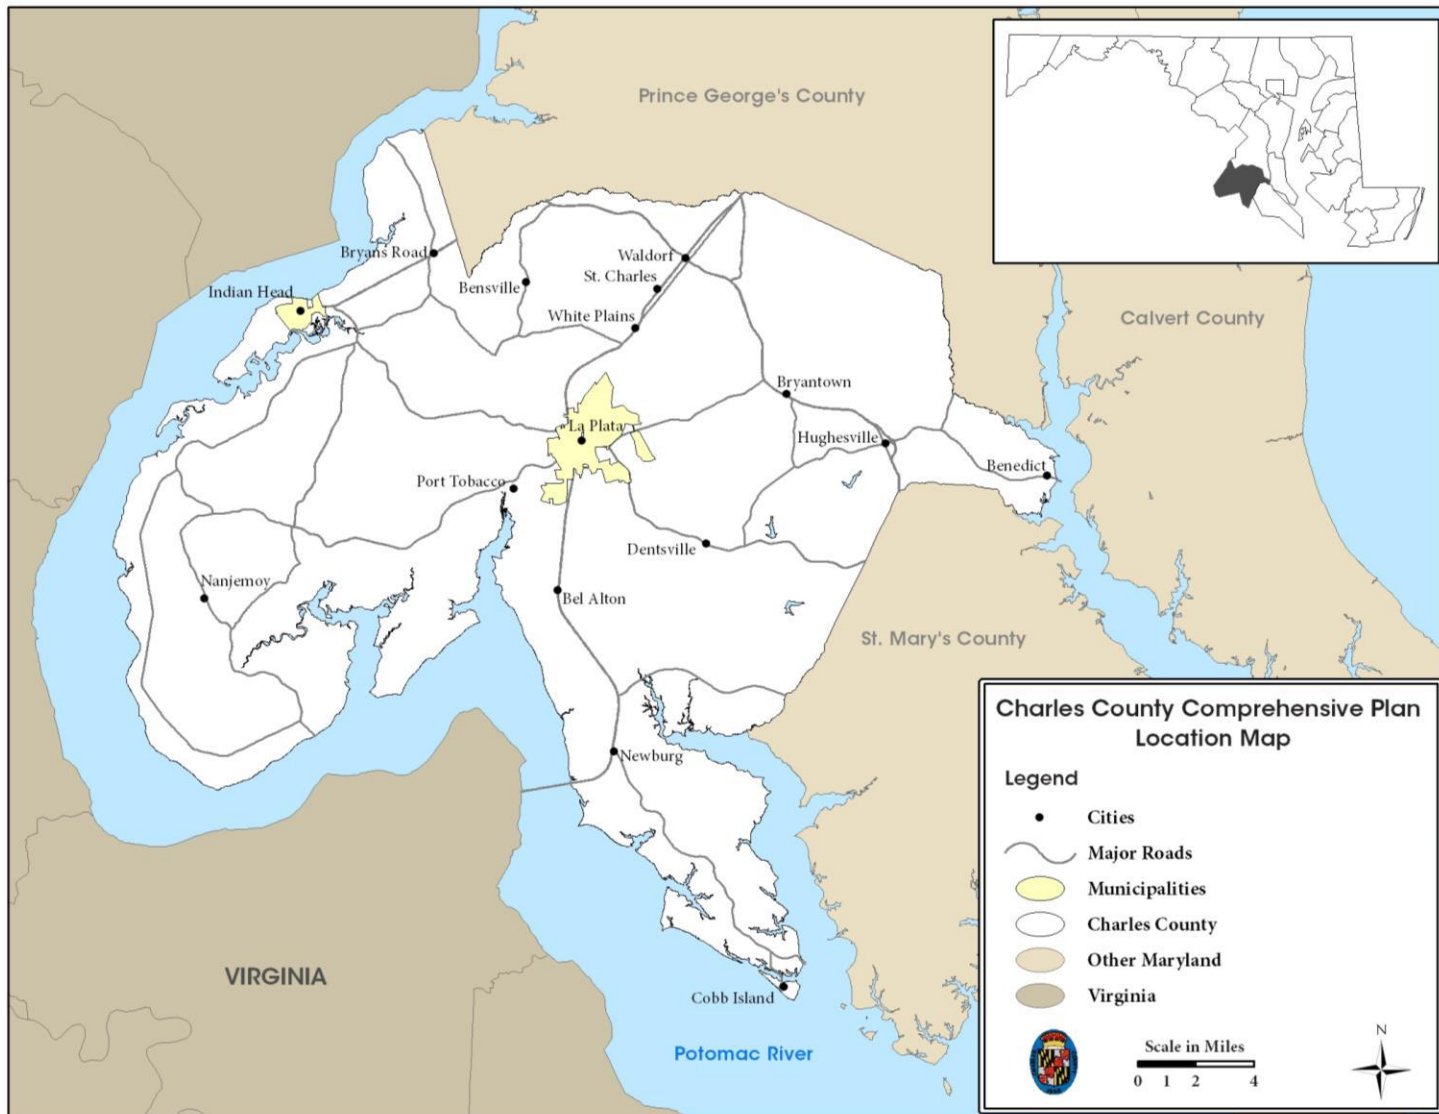 Prince George's County
Bryans Road
Waldorf
St. Charles
Bensville
Indian Head
White Plains
Calvert County
Bryantown
La Plata
Hughesville
Benedict
Port Tobacco
Dentsville
Nanjemoy
Bel Alton
St. Mary's County
Newburg
VIRGINIA
Cobb Island
Potomac River
Charles County Comprehensive Plan
Location Map
Legend
Cities
Major Roads
Municipalities
Charles County
Other Maryland
Virginia
Scale in Miles
0 1 2 4
N